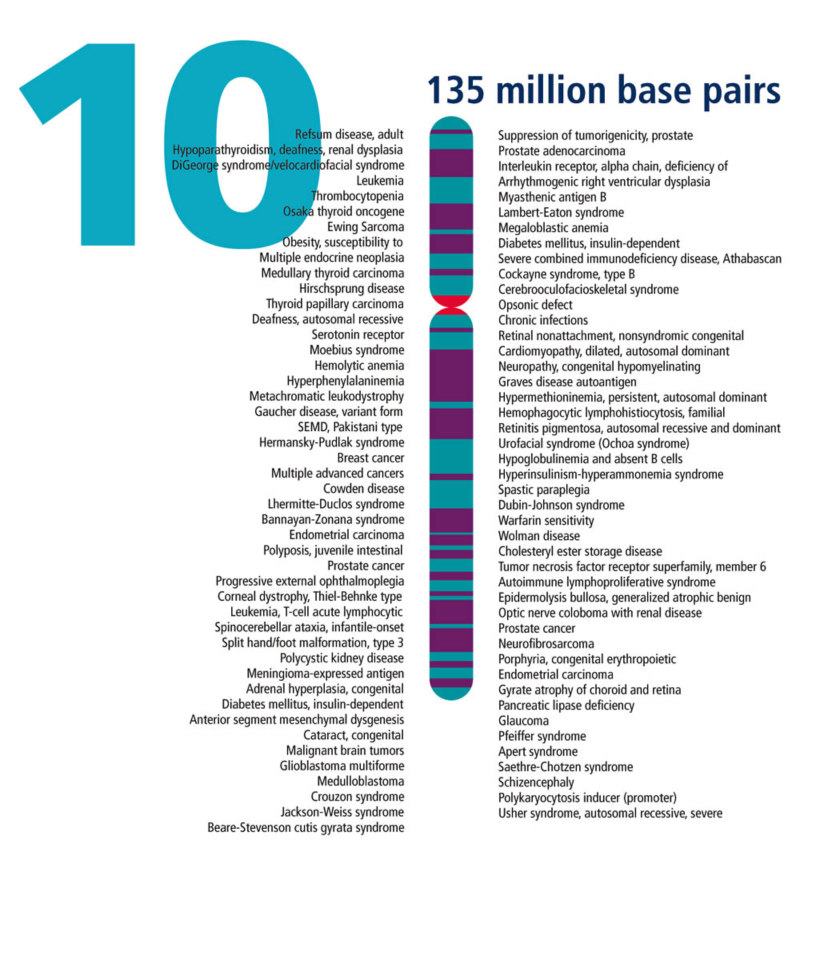 10
135 million base pairs
Refsum disease, adult
Hypoparathyroidism, deafness, renal dysplasia
DiGeorge syndrome/velocardiofacial syndrome
Leukemia
Thrombocytopenia
Osaka thyroid oncogene
Ewing Sarcoma
Obesity, susceptibility to
Multiple endocrine neoplasia
Medullary thyroid carcinoma
Hirschsprung disease
Thyroid papillary carcinoma
Deafness, autosomal recessive
Serotonin receptor
Moebius syndrome
Hemolytic anemia
Hyperphenylalaninemia
Metachromatic leukodystrophy
Gaucher disease, variant form
SEMD, Pakistani type
Hermansky-Pudlak syndrome
Breast cancer
Multiple advanced cancers
Cowden disease
Lhermitte-Duclos syndrome
Bannayan-Zonana syndrome
Endometrial carcinoma
Polyposis, juvenile intestinal
Prostate cancer
Progressive external ophthalmoplegia
Corneal dystrophy, Thiel-Behnke type
Leukemia, T-cell acute lymphocytic
Spinocerebellar ataxia, infantile-onset
Split hand/foot malformation, type 3
Polycystic kidney disease
Meningioma-expressed antigen
Adrenal hyperplasia, congenital
Diabetes mellitus, insulin-dependent
Anterior segment mesenchymal dysgenesis
Cataract, congenital
Malignant brain tumors
Glioblastoma multiforme
Medulloblastoma
Crouzon syndrome
Jackson-Weiss syndrome
Beare-Stevenson cutis gyrata syndrome
Suppression of tumorigenicity, prostate
Prostate adenocarcinoma
Interleukin receptor, alpha chain, deficiency of
Arrhythmogenic right ventricular dysplasia
Myasthenic antigen B
Lambert-Eaton syndrome
Megaloblastic anemia
Diabetes mellitus, insulin-dependent
Severe combined immunodeficiency disease, Athabascan
Cockayne syndrome, type B
Cerebrooculofacioskeletal syndrome
Opsonic defect
Chronic infections
Retinal nonattachment, nonsyndromic congenital
Cardiomyopathy, dilated, autosomal dominant
Neuropathy, congenital hypomyelinating
Graves disease autoantigen
Hypermethioninemia, persistent, autosomal dominant
Hemophagocytic lymphohistiocytosis, familial
Retinitis pigmentosa, autosomal recessive and dominant
Urofacial syndrome (Ochoa syndrome)
Hypoglobulinemia and absent B cells
Hyperinsulinism-hyperammonemia syndrome
Spastic paraplegia
Dubin-Johnson syndrome
Warfarin sensitivity
Wolman disease
Cholesteryl ester storage disease
Tumor necrosis factor receptor superfamily, member 6
Autoimmune lymphoproliferative syndrome
Epidermolysis bullosa, generalized atrophic benign
Optic nerve coloboma with renal disease
Prostate cancer
Neurofibrosarcoma
Porphyria, congenital erythropoietic
Endometrial carcinoma
Gyrate atrophy of choroid and retina
Pancreatic lipase deficiency
Glaucoma
Pfeiffer syndrome
Apert syndrome
Saethre-Chotzen syndrome
Schizencephaly
Polykaryocytosis inducer (promoter)
Usher syndrome, autosomal recessive, severe